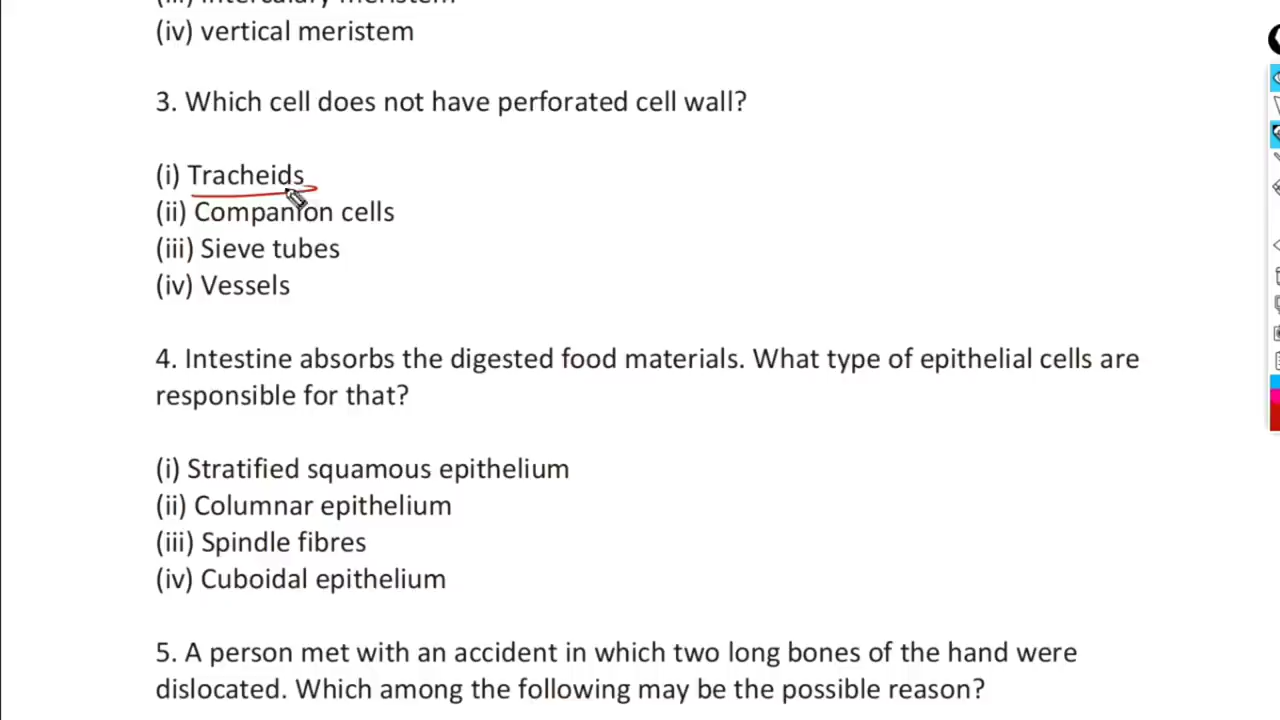 (iii) intercalary meristem
(iv) vertical meristem
3. Which cell does not have perforated cell wall?
(i) Tracheids
(ii) Companion cells
(iii) Sieve tubes
(iv) Vessels
4. Intestine absorbs the digested food materials. What type of epithelial cells are
responsible for that?
(i) Stratified squamous epithelium
(ii) Columnar epithelium
(iii) Spindle fibres
(iv) Cuboidal epithelium
5. A person met with an accident in which two long bones of the hand were
dislocated. Which among the following may be the possible reason?